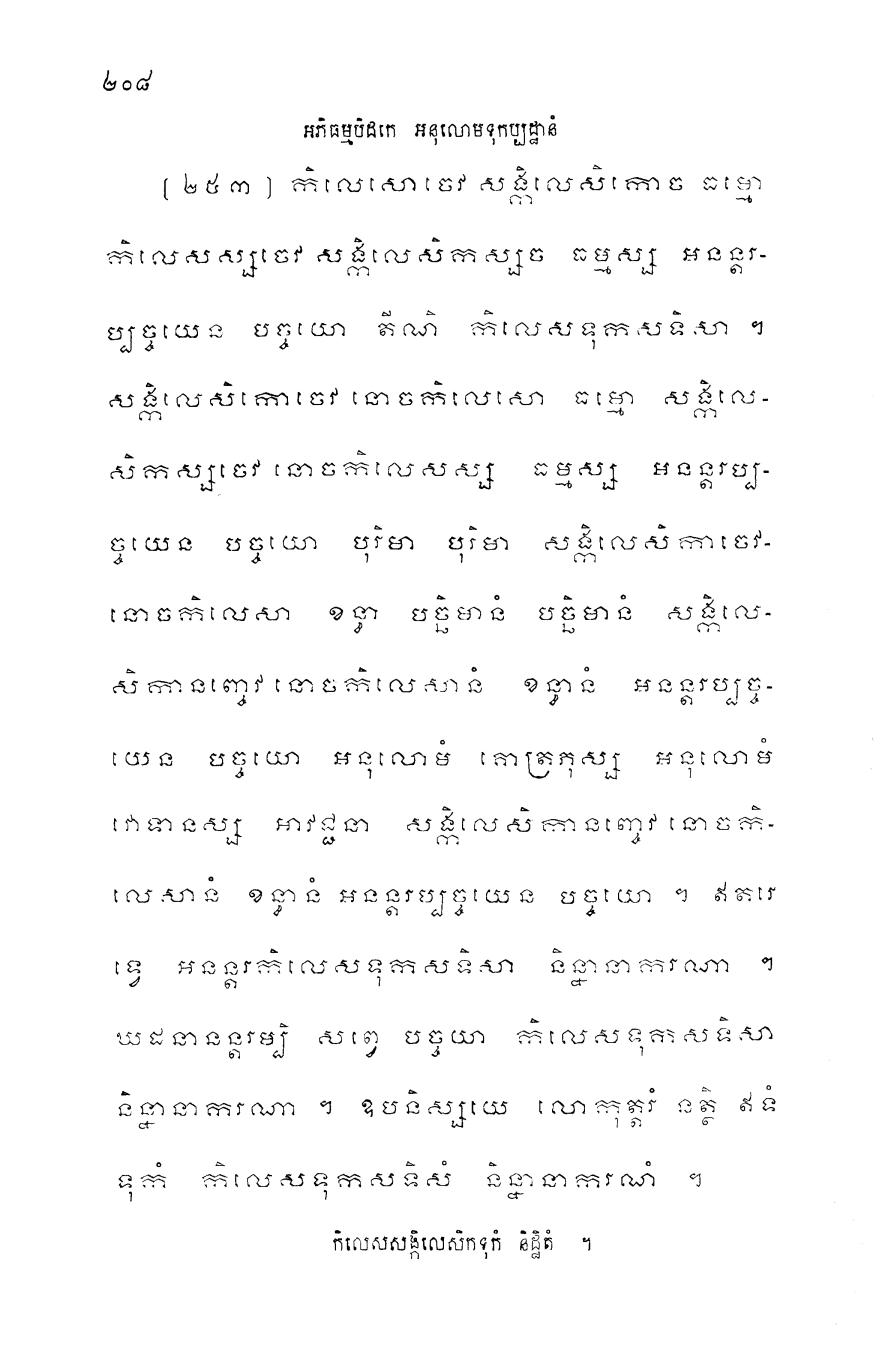 ២០៨
អភិធម្មបិដកេ អនុលោមទុកប្បដ្ឋានំ
[ ២៥៣ ] កិលេសោចេវ សង្កិលេសិកោច ធម្មោ
កិលេសស្សចេវ សង្កិលេសិកស្សច ធម្មស្ស អនន្តរ-
ប្បច្ចយេន បច្ចយោ តីណិ កិលេសទុកសទិសា ។
សង្កិលេសិកោចេវ នោចកិលេសោ ធម្មោ សង្កិលេ-
សិកស្សចេវ នោចកិលេសស្ស ធម្មស្ស អនន្តរប្ប-
ច្ចយេន បច្ចយោ បុរិមា បុរិមា សង្កិលេសិកាចេវ-
នោចកិលេសា ខន្ធា បច្ឆិមានំ បច្ឆិមានំ សង្កិលេ-
សិកានញ្ចេវ នោចកិលេសានំ ខន្ធានំ អនន្តរប្បច្ច-
យេន បច្ចយោ អនុលោមំ គោត្រភុស្ស អនុលោមំ
វោទានស្ស អាវជ្ជនា សង្កិលេសិកានញ្ចេវ នោចកិ-
លេសានំ ខន្ធានំ អនន្តរប្បច្ចយេន បច្ចយោ ។ ឥតរេ
ទ្វេ អនន្តរកិលេសទុកសទិសា និន្នានាករណា ។
ឃដនានន្តរម្បិ សព្វេ បច្ចយា កិលេសទុកសទិសា
និន្នានាករណា ។ ឧបនិស្សយេ លោកុត្តរំ នត្ថិ ឥទំ
ទុកំ កិលេសទុកសទិសំ និន្នានាករណំ ។
កិលេសសង្កិលេសិកទុកំ និដ្ឋិតំ ។